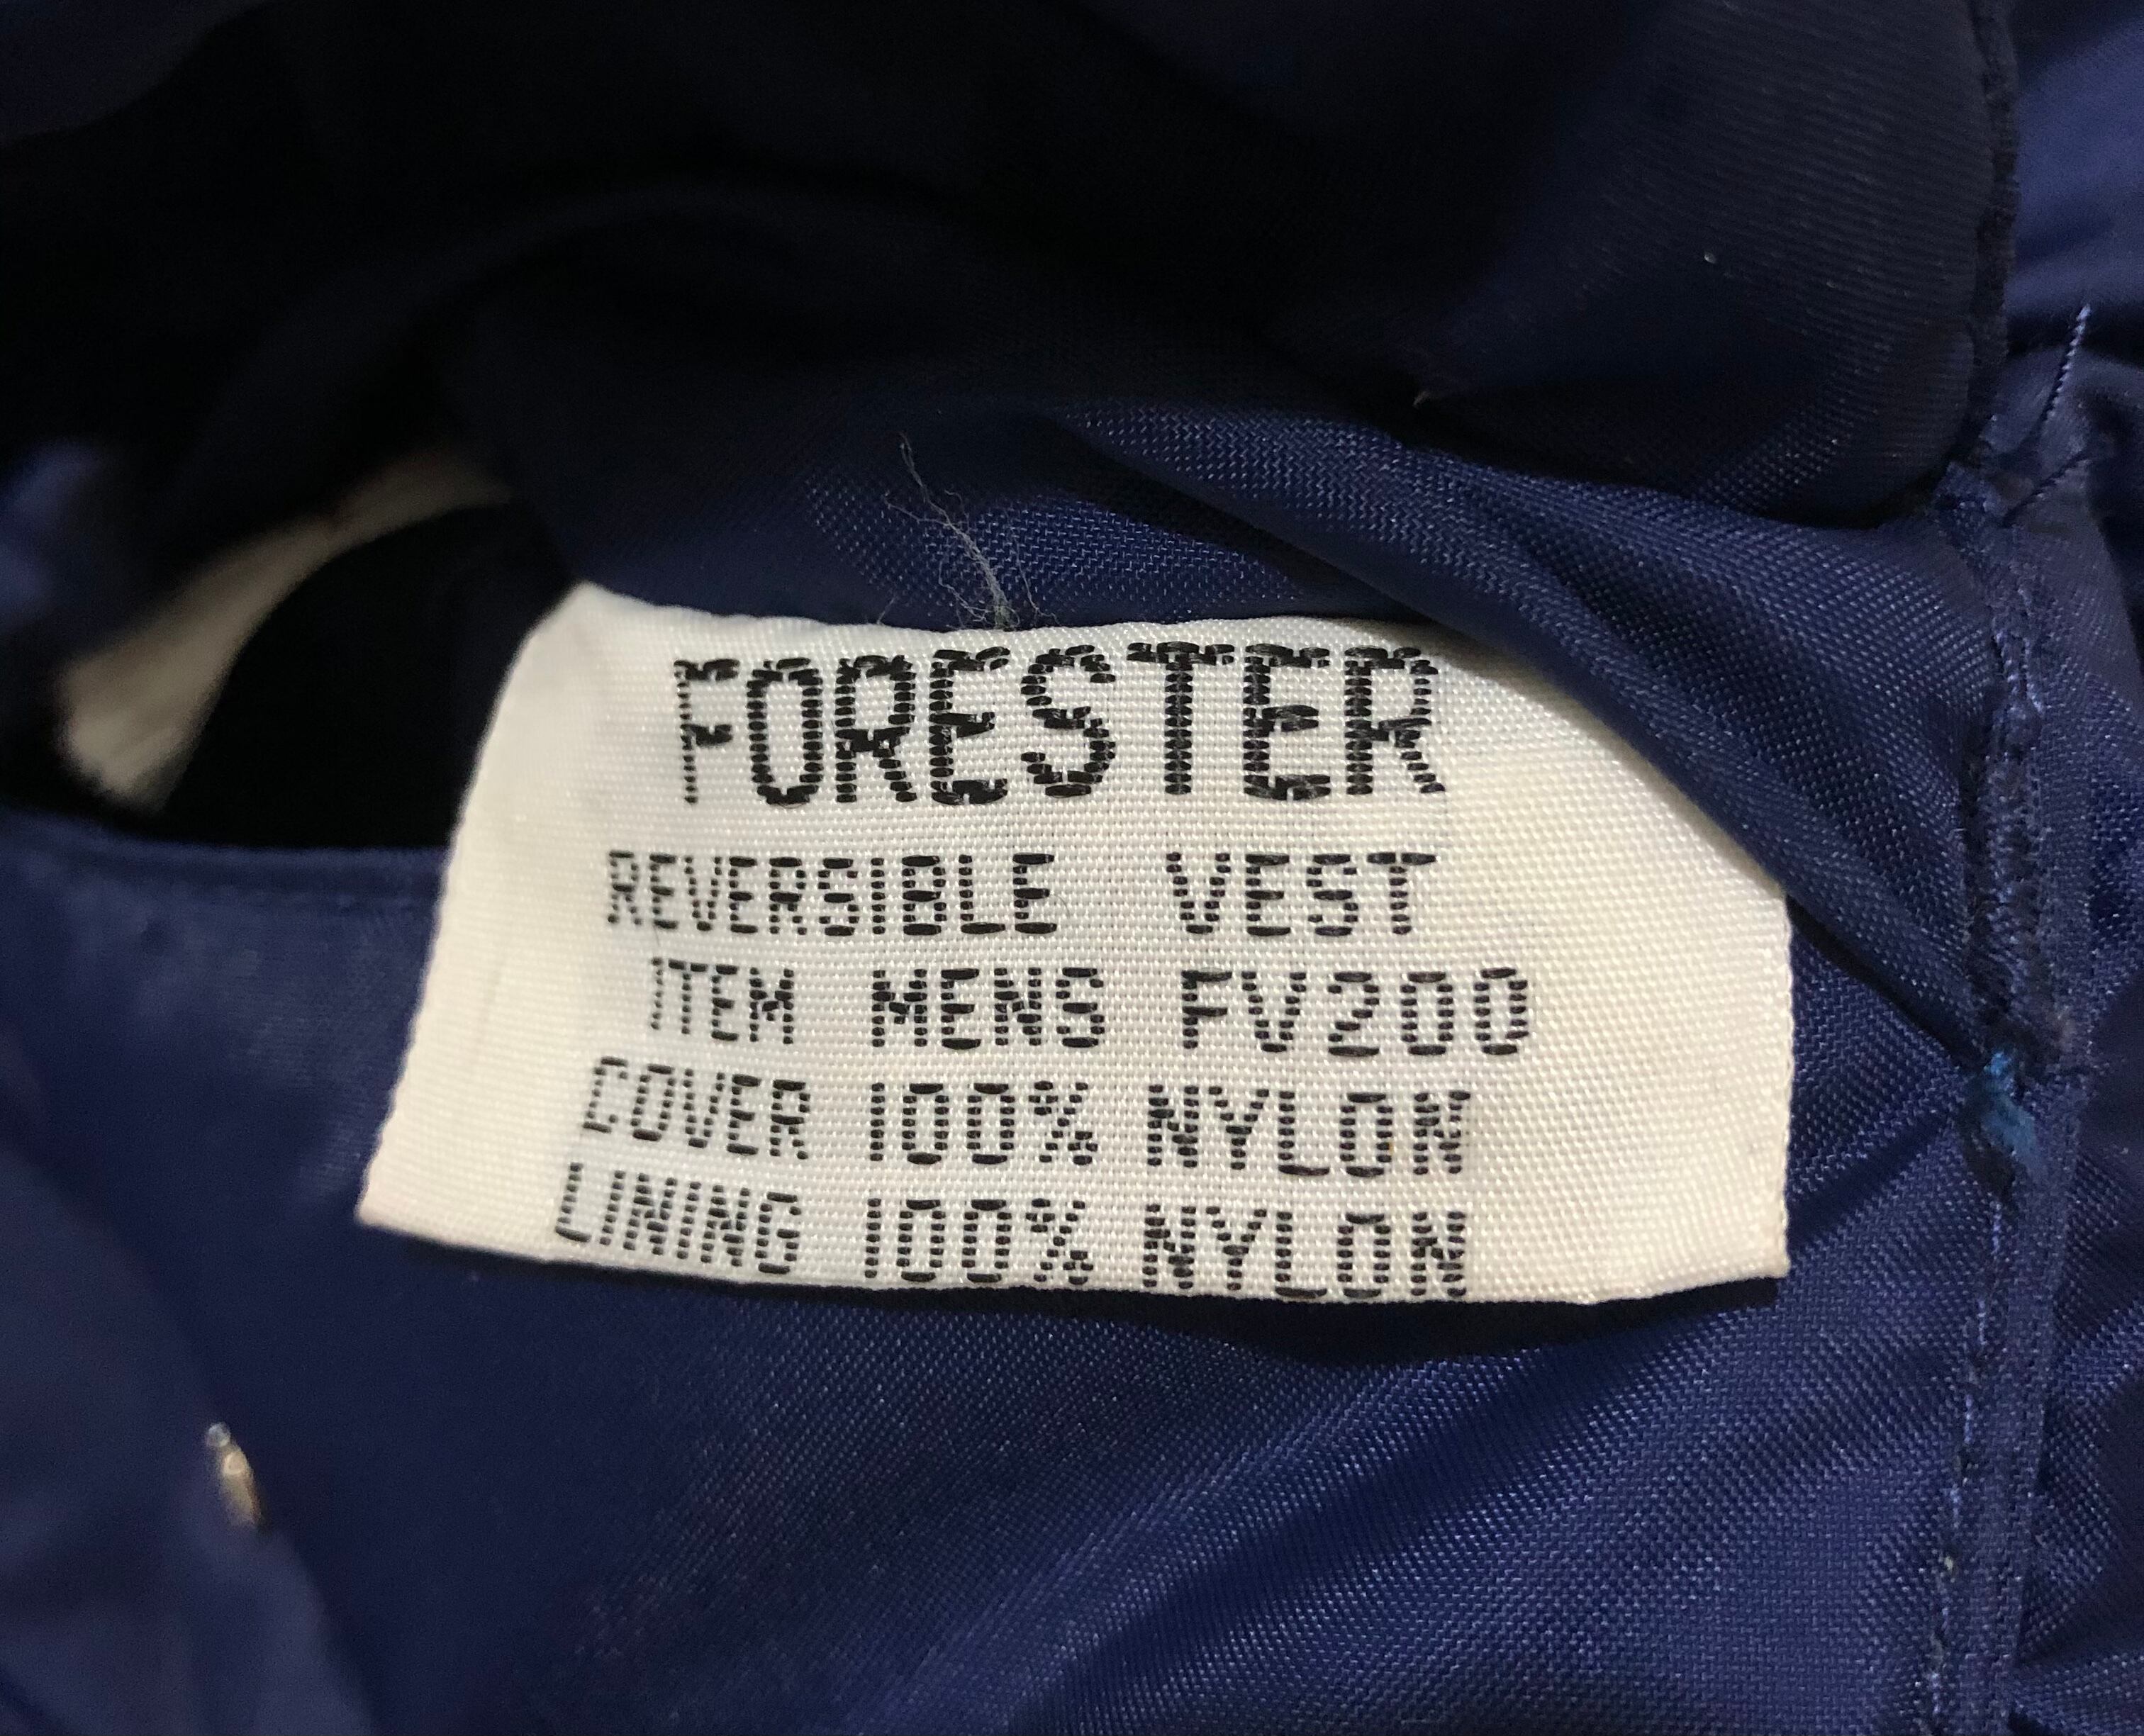 FORESTER
REVERSIBLE VEST
ITEM MENS FV200
COVER 100% NYLON
LINING 100% NYLON